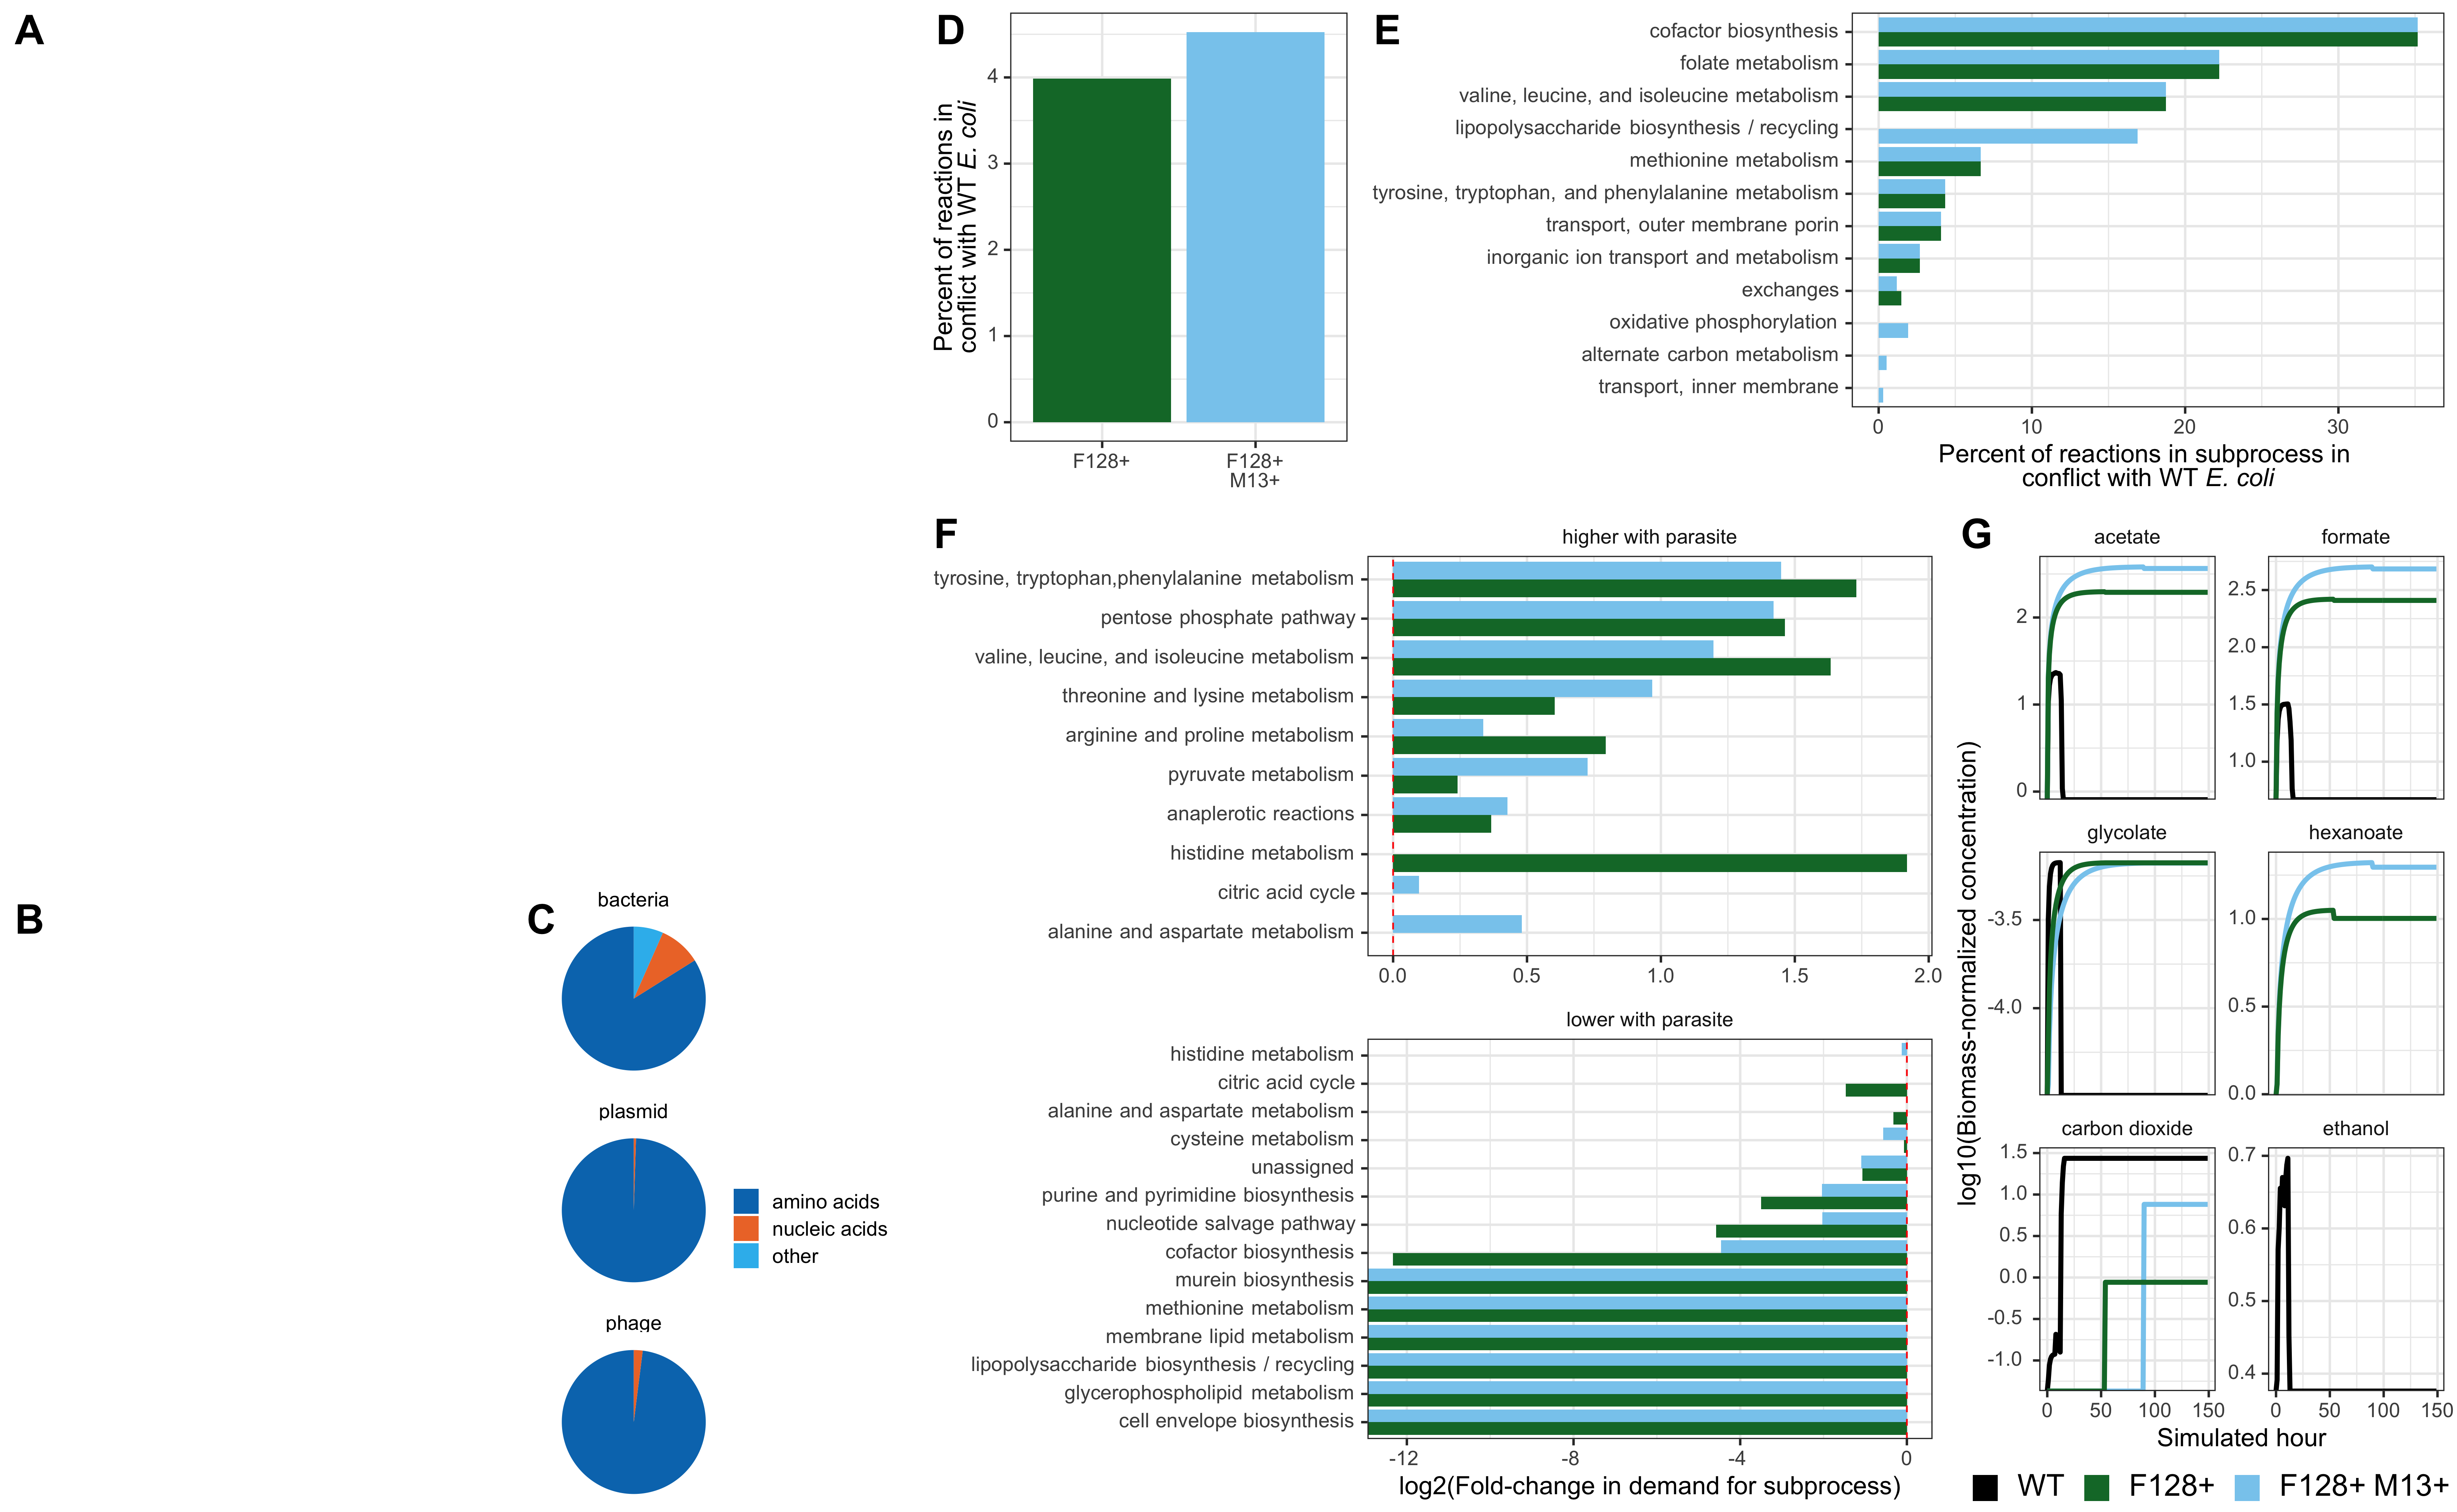 A
B
C
bacteria
plasmid
phage
amino acids
nucleic acids
other
D
Percent of reactions in
conflict with WT E. coli
4
3
2
1
0
F128+
F128+
M13+
E
cofactor biosynthesis
folate metabolism
valine, leucine, and isoleucine metabolism
lipopolysaccharide biosynthesis / recycling
methionine metabolism
tyrosine, tryptophan, and phenylalanine metabolism
transport, outer membrane porin
inorganic ion transport and metabolism
exchanges
oxidative phosphorylation
alternate carbon metabolism
transport, inner membrane
0 10 20 30
Percent of reactions in subprocess in
conflict with WT E. coli
F
higher with parasite
tyrosine, tryptophan,phenylalanine metabolism
pentose phosphate pathway
valine, leucine, and isoleucine metabolism
threonine and lysine metabolism
arginine and proline metabolism
pyruvate metabolism
anaplerotic reactions
histidine metabolism
citric acid cycle
alanine and aspartate metabolism
0.0 0.5 1.0 1.5 2.0
lower with parasite
histidine metabolism
citric acid cycle
alanine and aspartate metabolism
cysteine metabolism
unassigned
purine and pyrimidine biosynthesis
nucleotide salvage pathway
cofactor biosynthesis
murein biosynthesis
methionine metabolism
membrane lipid metabolism
lipopolysaccharide biosynthesis / recycling
glycerophospholipid metabolism
cell envelope biosynthesis
-12 -8 -4 0
log2(Fold-change in demand for subprocess)
G
log10(Biomass-normalized concentration)
acetate
2
1
0
formate
2.5
2.0
1.5
1.0
glycolate
-3.5
-4.0
hexanoate
1.0
0.5
0.0
carbon dioxide
1.5
1.0
0.5
0.0
-0.5
-1.0
0 50 100 150
ethanol
0.7
0.6
0.5
0.4
0 50 100 150
Simulated hour
WT F128+ F128+ M13+